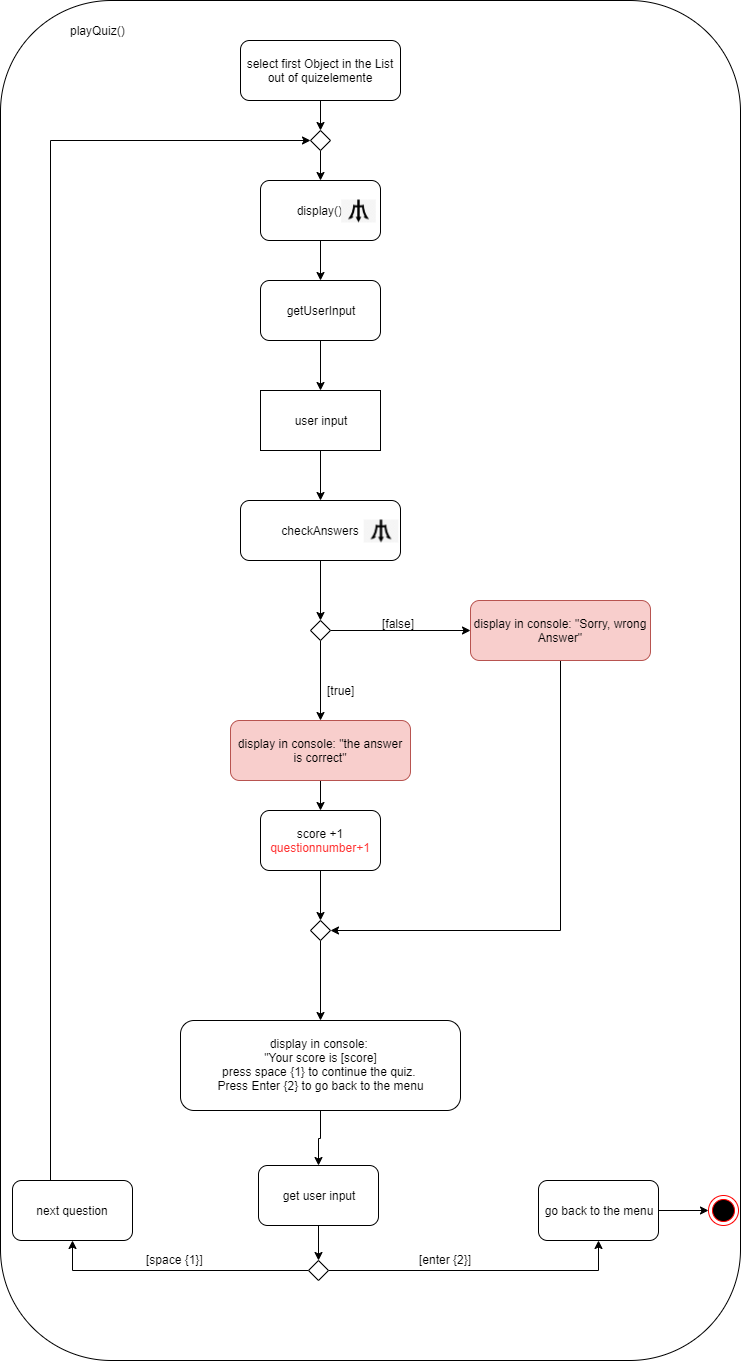 playQuiz()
select first Object in the List
out of quizelemente
display()
getUserInput
user input
checkAnswers
[false]
display in console: "Sorry, wrong
Answer"
[true]
display in console: "the answer
is correct"
score +1
questionnumber+1
display in console:
"Your score is [score]
press space {1} to continue the quiz.
Press Enter {2} to go back to the menu
get user input
next question
go back to the menu
[space {1}]
[enter {2}]